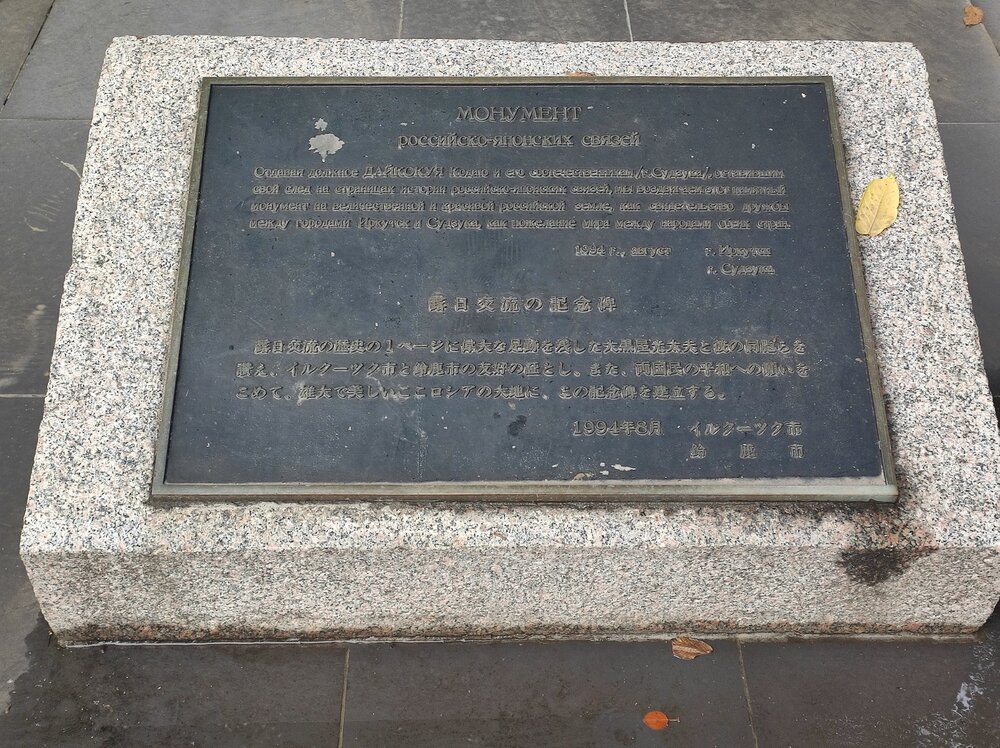 МОНУМЕНТ
РОССИЙСКО-ЯПОНСКИХ СВЯЗЕЙ
Отдавая должное ДАЙКОКУЯ Кодаю и его соотечественникам /г.Судзука/, оставившим
свой след на страницах истории российско-японских связей, мы воздвигаем этот памятный
монумент на величественной и красивой российской земле, как свидетельство дружбы
между городами Иркутск и Судзука, как пожелание мира между народами обеих стран.
1994 г., август г. Иркутск
г. Судзука
露日交流の記念碑
露日交流の歴史の1ページに偉大な足跡を残した大黒屋光太夫と彼の同胞らを
讃え、イルクーツク市と鈴鹿市の友好の証とし、また、両国民の平和への願いを
こめて、雄大で美しいここロシアの大地に、この記念碑を建立する。
1994年8月 イルクーツク市
鈴鹿市